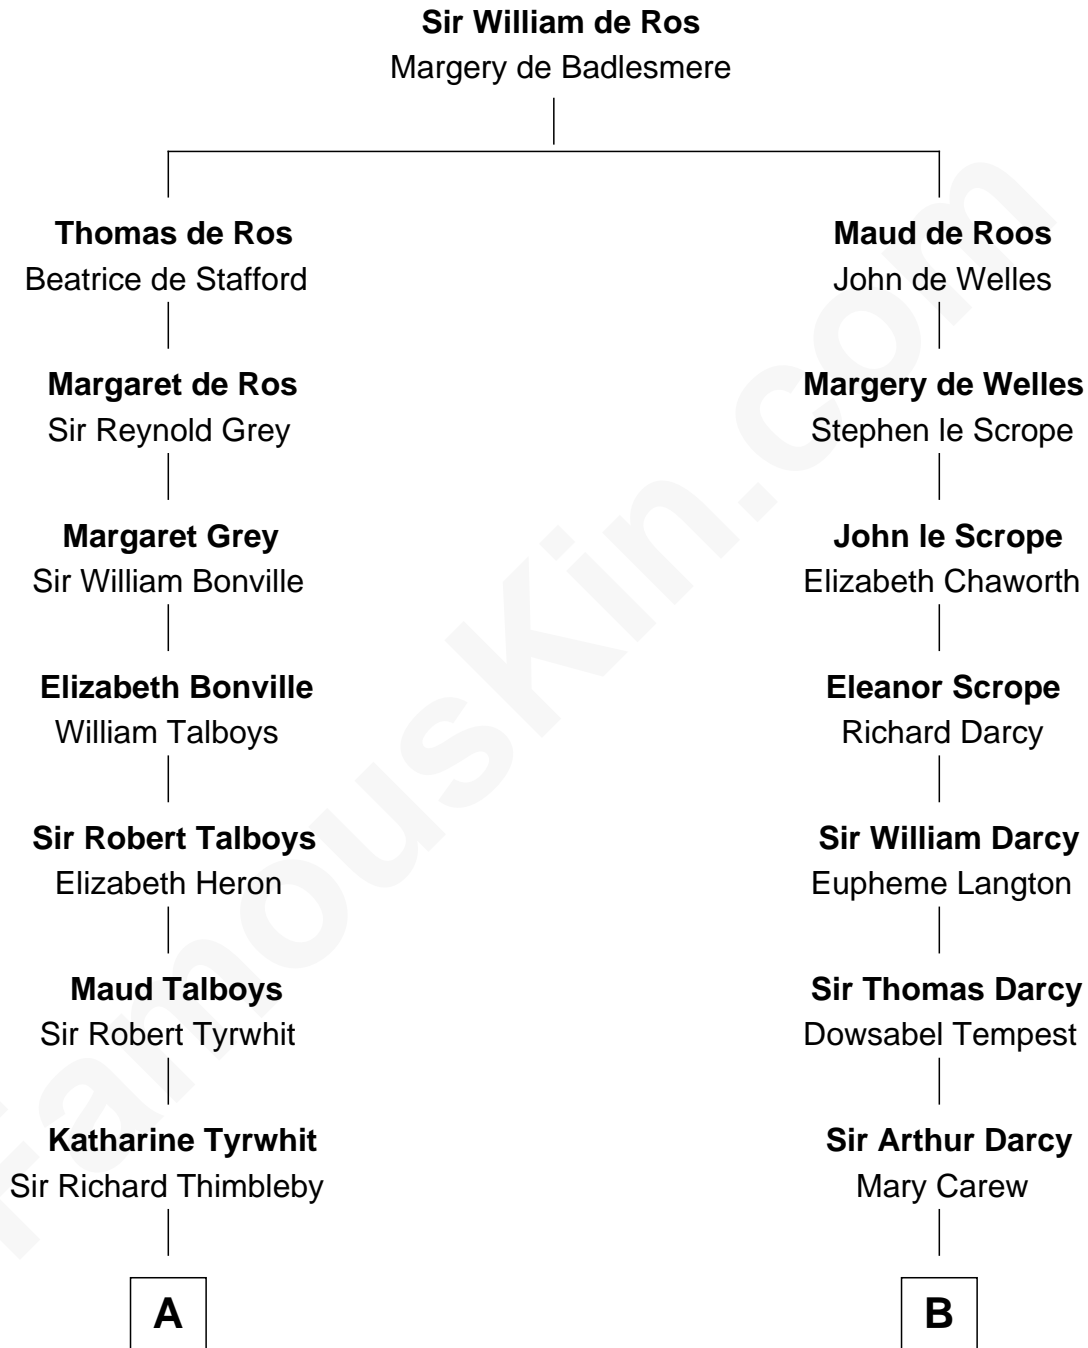 Sir William de Ros
Margery de Badlesmere
Thomas de Ros
Beatrice de Stafford
Margaret de Ros
Sir Reynold Grey
Margaret Grey
Sir William Bonville
Elizabeth Bonville
William Talboys
Sir Robert Talboys
Elizabeth Heron
Maud Talboys
Sir Robert Tyrwhit
Katharine Tyrwhit
Sir Richard Thimbleby
A
Maud de Roos
John de Welles
Margery de Welles
Stephen le Scrope
John le Scrope
Elizabeth Chaworth
Eleanor Scrope
Richard Darcy
Sir William Darcy
Eupheme Langton
Sir Thomas Darcy
Dowsabel Tempest
Sir Arthur Darcy
Mary Carew
B
FamousKin.com